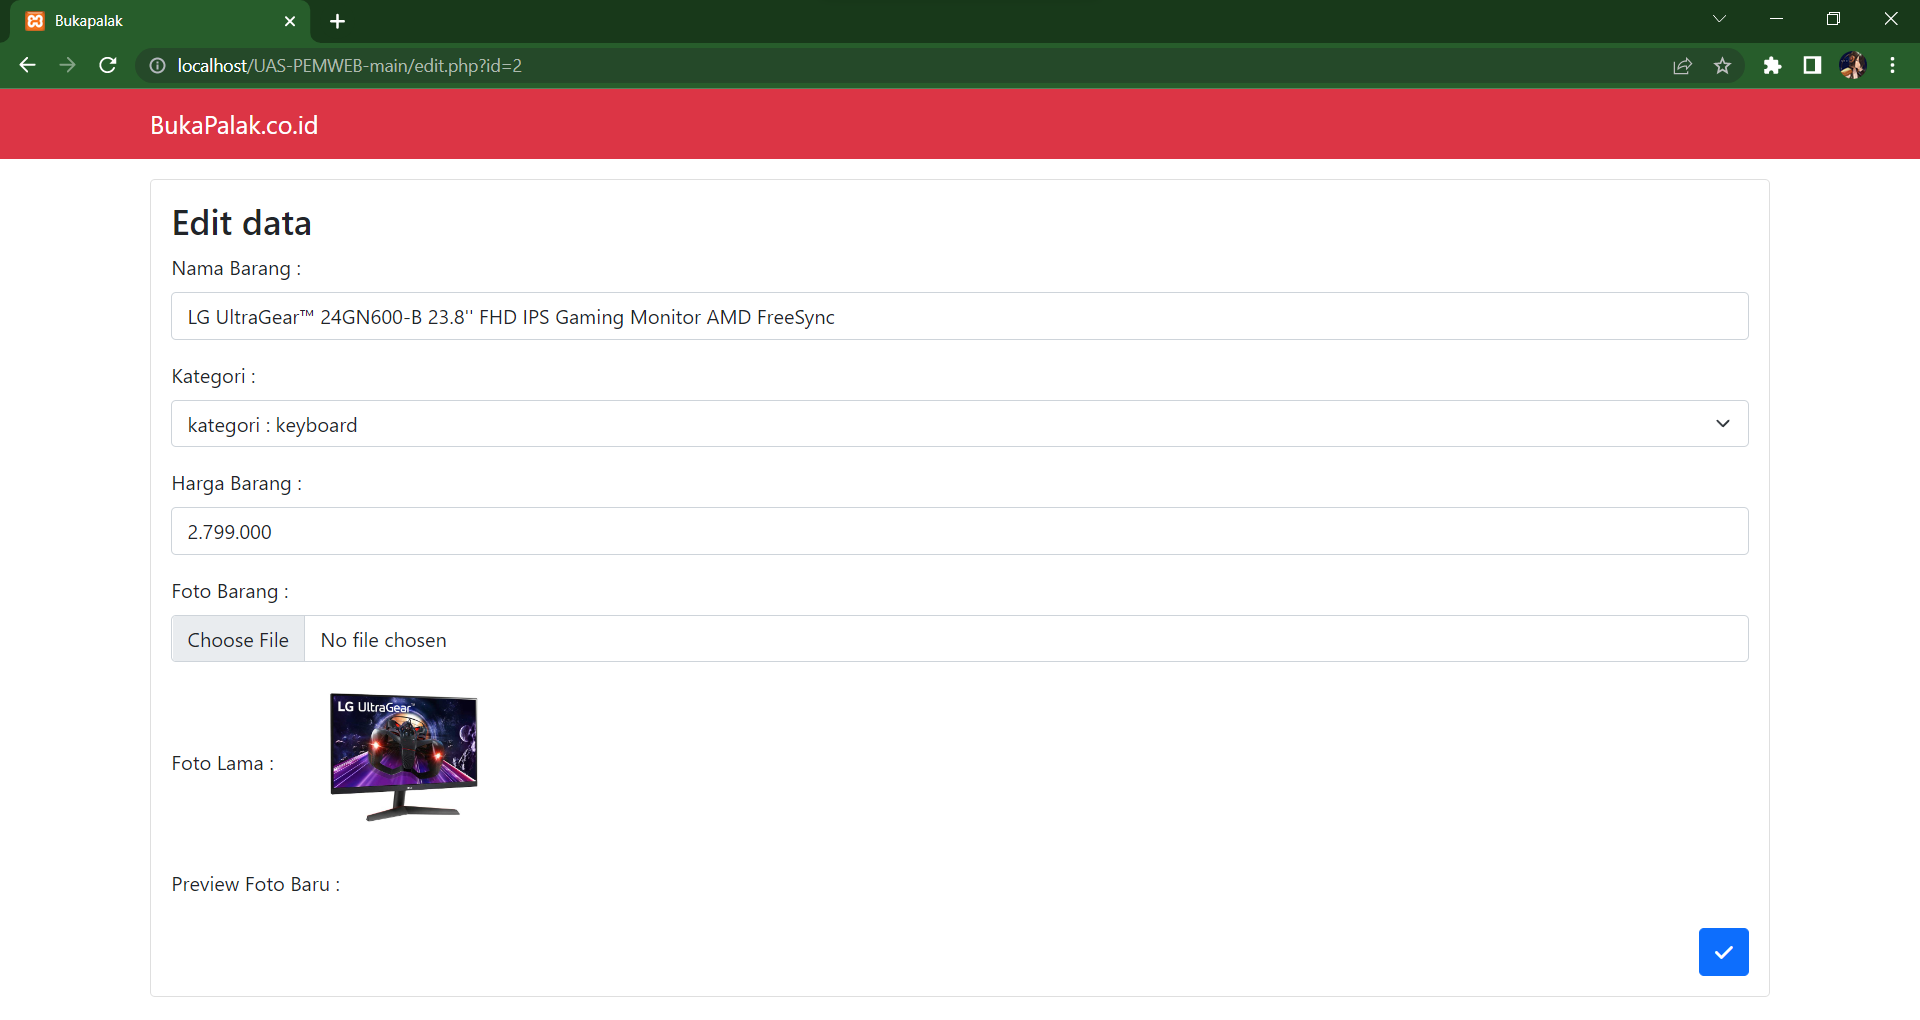 Bukapalak
localhost/UAS-PEMWEB-main/edit.php?id=2
BukaPalak.co.id
Edit data
Nama Barang :
LG UltraGear™ 24GN600-B 23.8'' FHD IPS Gaming Monitor AMD FreeSync
Kategori :
kategori : keyboard
Harga Barang :
2.799.000
Foto Barang :
Choose File No file chosen
LG UltraGear™
Foto Lama :
Preview Foto Baru :